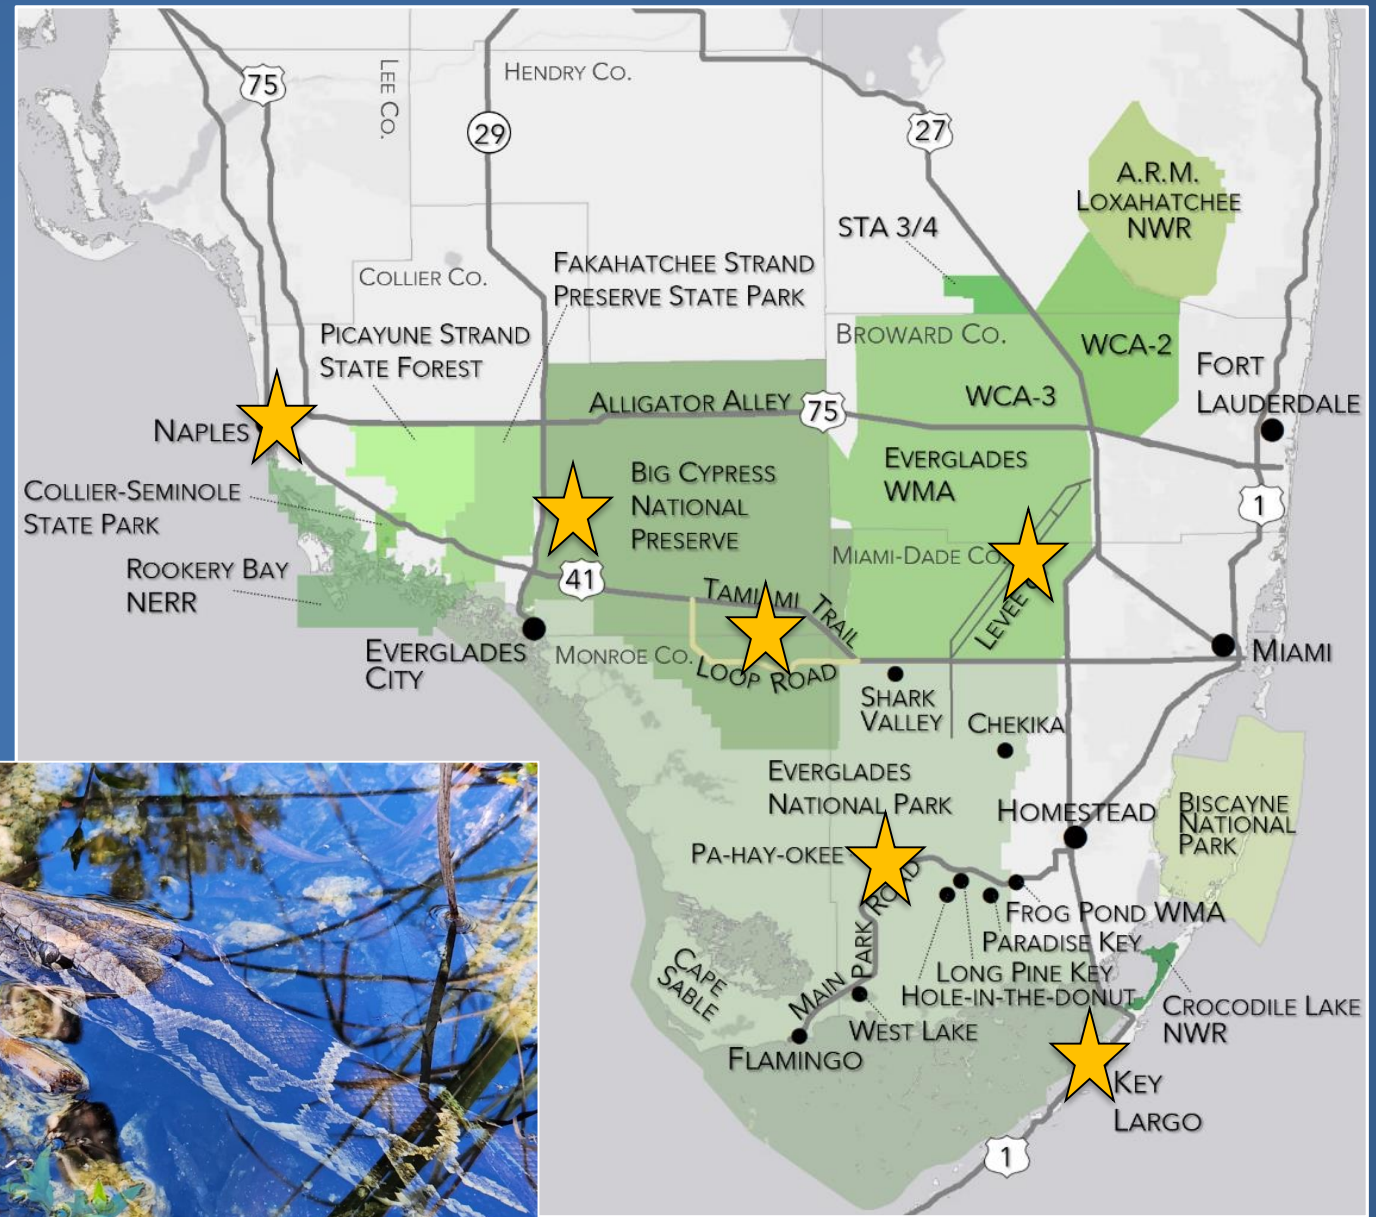 75
LEE CO.
HENDRY CO.
29
27
A.R.M.
LOXAHATCHEE
NWR
STA 3/4
COLLIER CO.
FAKAHATCHEE STRAND
PRESERVE STATE PARK
PICAYUNE STRAND
STATE FOREST
BROWARD CO.
WCA-2
FORT
LAUDERDALE
WCA-3
ALLIGATOR ALLEY
75
NAPLES
EVERGLADES
WMA
BIG CYPRESS
NATIONAL
PRESERVE
COLLIER-SEMINOLE
STATE PARK
1
ROOKERY BAY
NERR
41
MIAMI-DADE CO.
TAMIAMI TRAIL
LEVEE
EVERGLADES
CITY
MONROE CO.
LOOP ROAD
MIAMI
SHARK
VALLEY
CHEKIKA
EVERGLADES
NATIONAL PARK
HOMESTEAD
BISCAYNE
NATIONAL
PARK
PA-HAY-OKEE
MAIN PARK ROAD
FROG POND WMA
PARADISE KEY
LONG PINE KEY
HOLE-IN-THE-DONUT
CAPE
SABLE
WEST LAKE
FLAMINGO
CROCODILE LAKE
NWR
KEY
LARGO
1